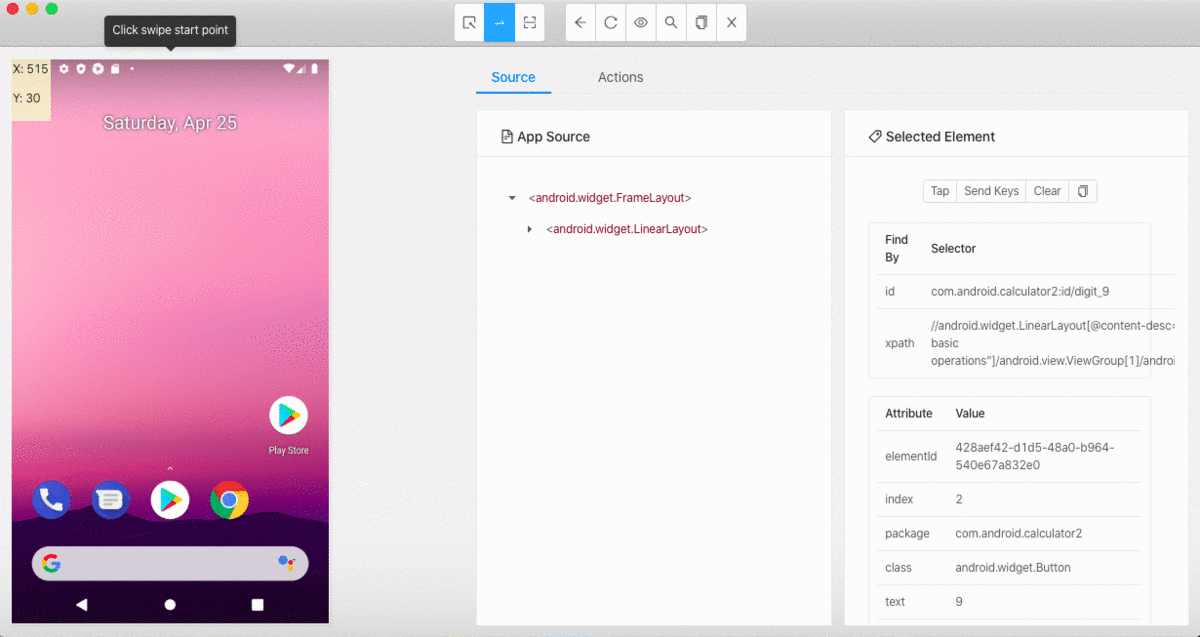 Click swipe start point
X: 515
Y: 30
Saturday, Apr 25
Play Store
Source
Actions
App Source
<android.widget.FrameLayout>
<android.widget.LinearLayout>
Selected Element
Tap
Send Keys
Clear
Find By
Selector
id
com.android.calculator2:id/digit_9
xpath
//android.widget.LinearLayout[@content-desc=
basic
operations"]/android.view.ViewGroup[1]/androi
Attribute
Value
elementId
428aef42-d1d5-48a0-b964-
540e67a832e0
index
2
package
com.android.calculator2
class
android.widget.Button
text
9